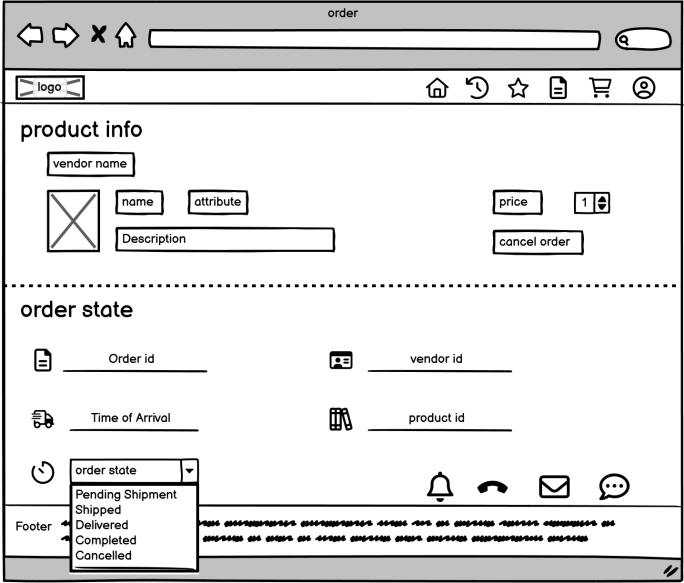 order
logo
product info
vendor name
name attribute price 1
Description
cancel order
order state
Order id vendor id
Time of Arrival product id
order state
Pending Shipment
Shipped
Delivered
Completed
Cancelled
Footer